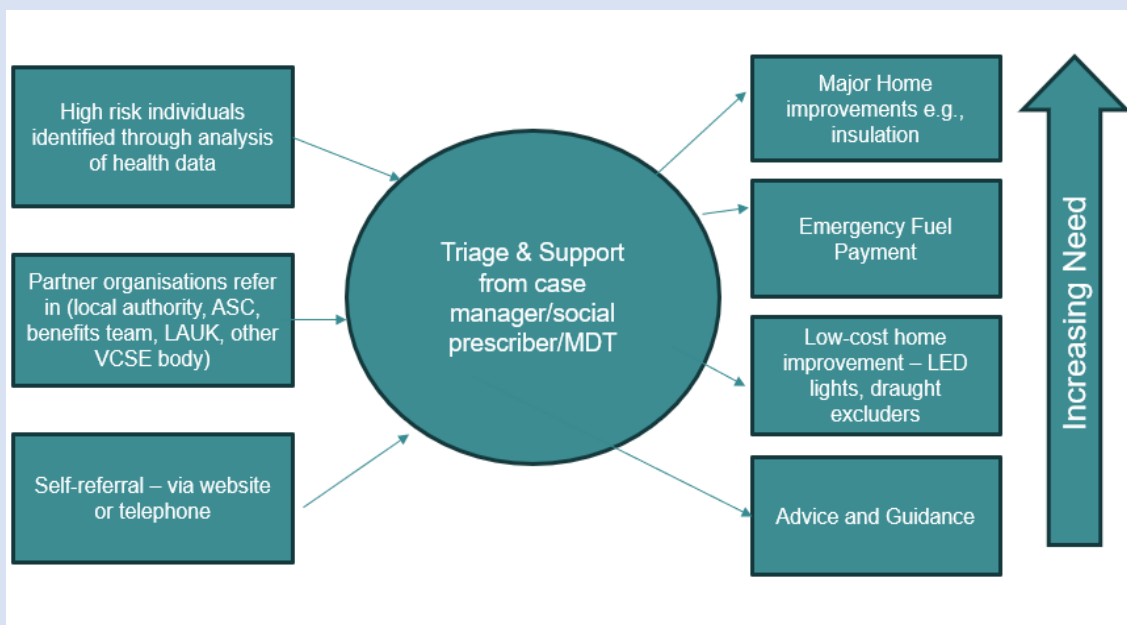 High risk individuals
identified through analysis
of health data
Partner organisations refer
in (local authority, ASC,
benefits team, LAUK, other
VCSE body)
Self-referral – via website
or telephone
Triage & Support
from case
manager/social
prescriber/MDT
Major Home
improvements e.g.,
insulation
Emergency Fuel
Payment
Low-cost home
improvement – LED
lights, draught
excluders
Advice and Guidance
Increasing Need